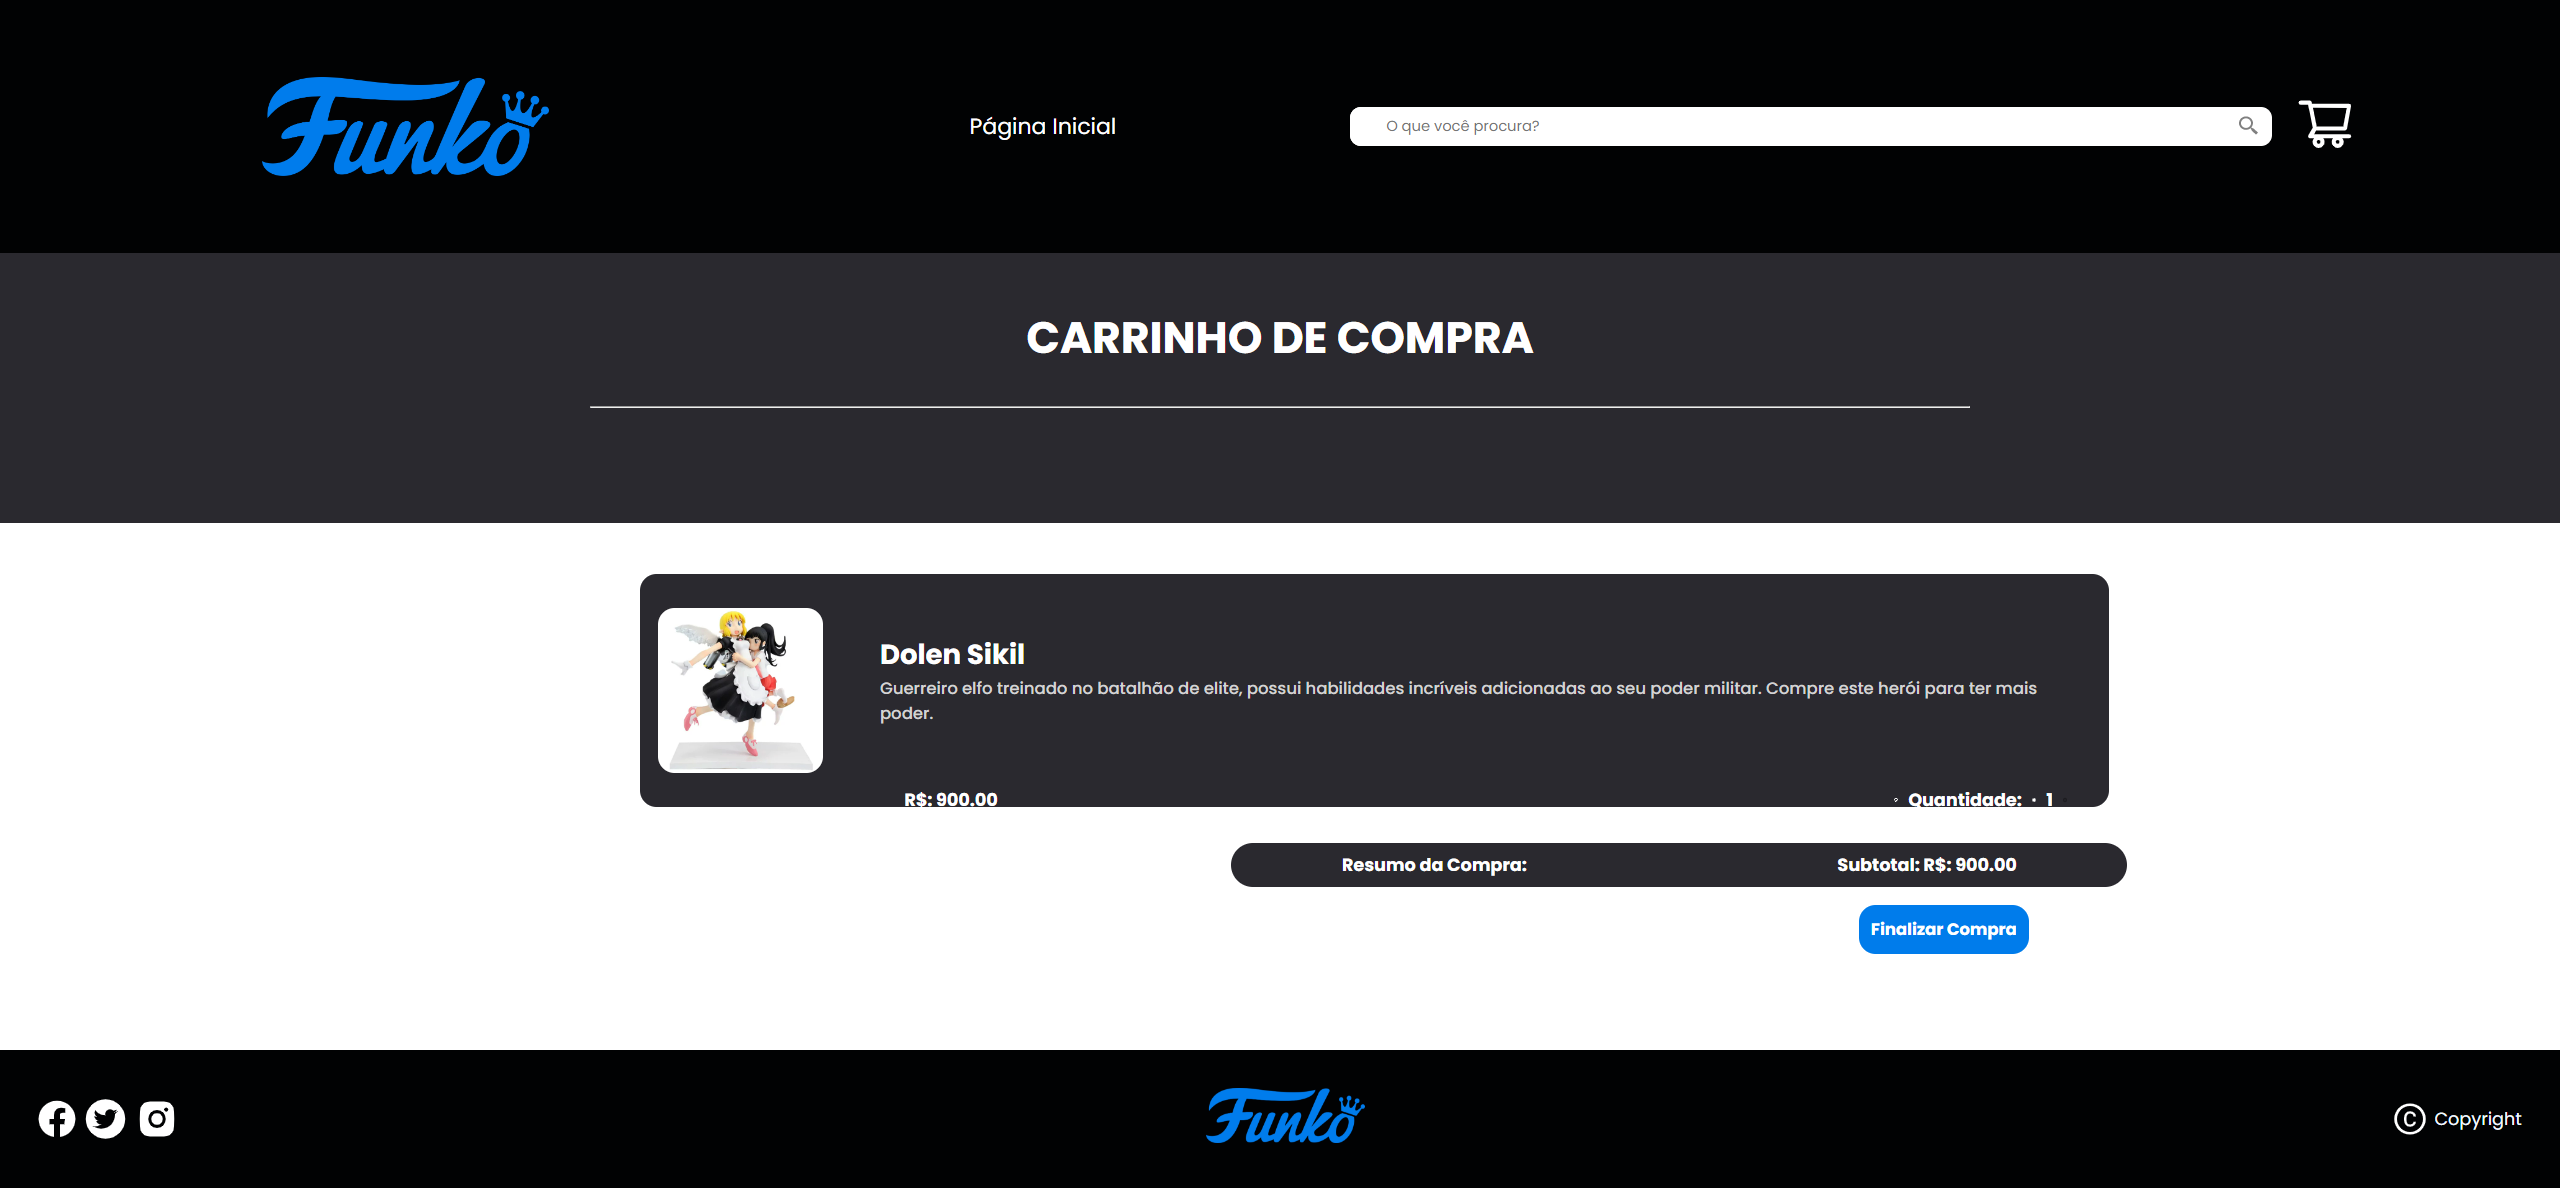 Funko
Página Inicial
O que você procura?
CARRINHO DE COMPRA
Dolen Sikil
Guerreiro elfo treinado no batalhão de elite, possui habilidades incríveis adicionadas ao seu poder militar. Compre este herói para ter mais
poder.
R$: 900.00
Quantidade: 1
Resumo da Compra:
Subtotal: R$: 900.00
Finalizar Compra
Funko
© Copyright